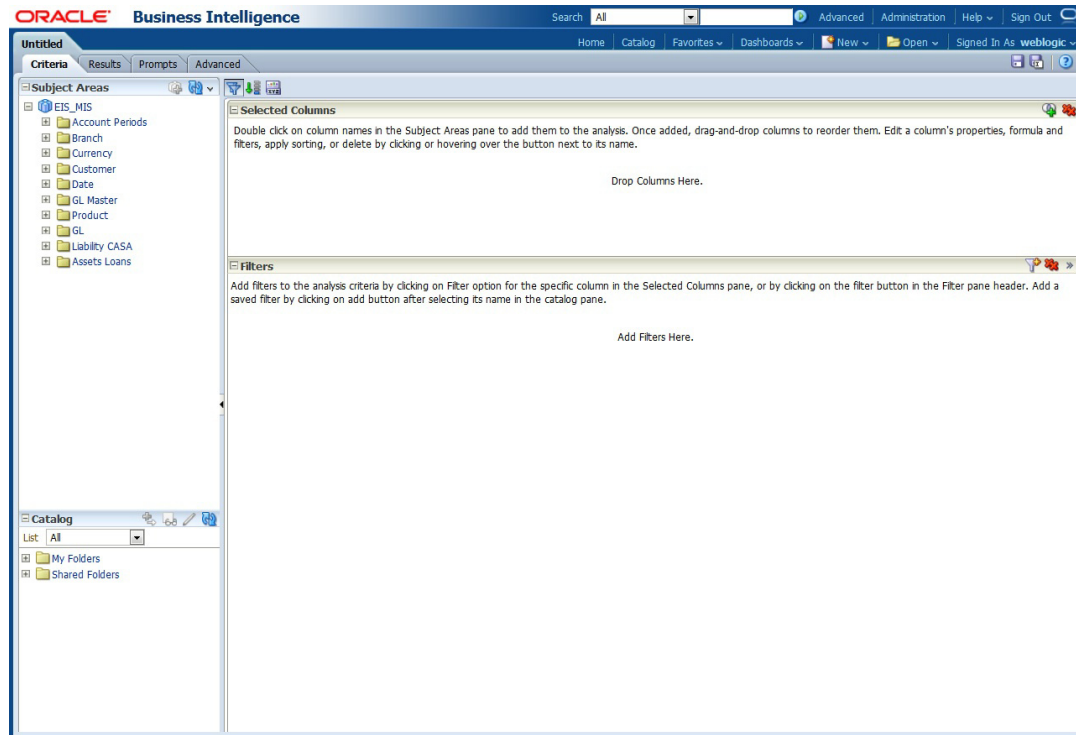 ORACLE Business Intelligence
Search All Advanced Administration Help Sign Out
Untitled
Home Catalog Favorites Dashboards New Open Signed In As weblogic
Criteria Results Prompts Advanced
Subject Areas
EIS_MIS
Account Periods
Branch
Currency
Customer
Date
GL Master
Product
GL
Liability CASA
Assets Loans
Selected Columns
Double click on column names in the Subject Areas pane to add them to the analysis. Once added, drag-and-drop columns to reorder them. Edit a column's properties, formula and
filters, apply sorting, or delete by clicking or hovering over the button next to its name.
Drop Columns Here.
Filters
Add filters to the analysis criteria by clicking on Filter option for the specific column in the Selected Columns pane, or by clicking on the filter button in the Filter pane header. Add a
saved filter by clicking on add button after selecting its name in the catalog pane.
Add Filters Here.
Catalog
List All
My Folders
Shared Folders